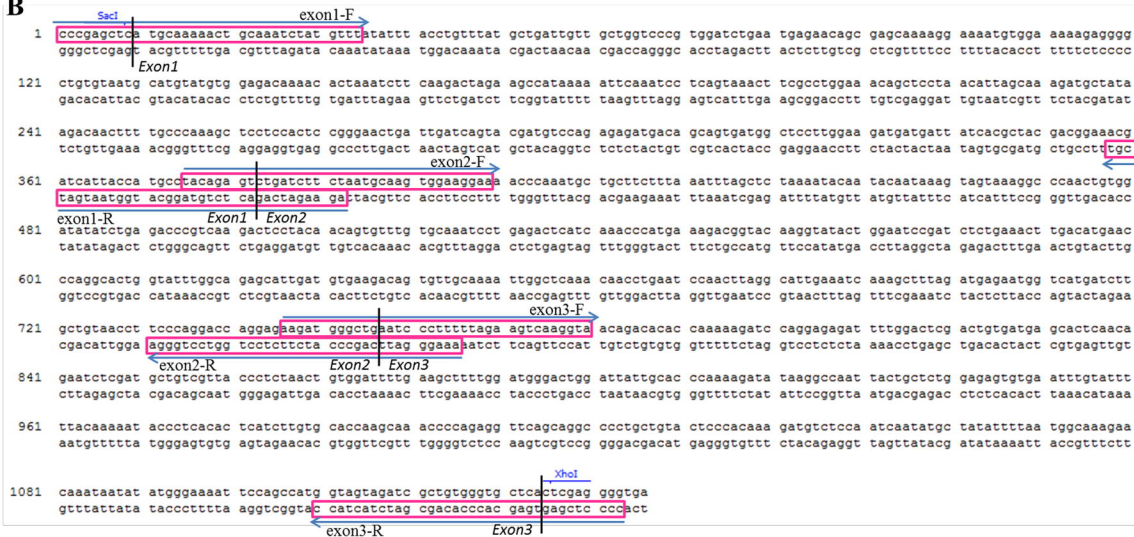 B
SacI exon1-F
1 cccgagctca tgcaaaaact gcaaatctat gtttatattt acctgtttat gctgattgtt gctggtcccg tggatctgaa tgagaacagc gagcaaaagg aaaatgtgga aaaagagggg
gggctcgagt acgtttttga cgtttagata caaatataaa tggacaaata cgactaacaa cgaccagggc acctagactt actcttgtcg ctcgttttcc ttttacacct ttttctcccc
Exon1
121 ctgtgtaatg catgtatgtg gagacaaaac actaaatctt caagactaga agccataaaa attcaaatcc tcagtaaact tcgcctggaa acagctccta acattagcaa agatgctata
gacacattac gtacatacac ctctgttttg tgatttagaa gttctgatct tcggtatttt taagtttagg agtcatttga agcggacctt tgtcgaggat tgtaatcgtt tctacgatat
241 agacaacttt tgcccaaagc tcctccactc cgggaactga ttgatcagta cgatgtccag agagatgaca gcagtgatgg ctccttggaa gatgatgatt atcacgctac gacggaaacg
tctgttgaaa acgggtttcg aggaggtgag gcccttgact aactagtcat gctacaggtc tctctactgt cgtcactacc gaggaacctt ctactactaa tagtgcgatg ctgcctttgc
exon2-F
361 atcattacca tgcctacaga gtctgatctt ctaatgcaag tggaaggaaa acccaaatgc tgcttcttta aatttagctc taaaatacaa tacaataaag tagtaaaggc ccaactgtgg
tagtaatggt acggatgtct cagactagaa gattacgttc accttccttt tgggtttacg acgaagaaat ttaaatcgag attttatgtt atgttatttc atcatttccg ggttgacacc
exon1-R Exon1 Exon2
481 atatatctga gacccgtcaa gactcctaca acagtgtttg tgcaaatcct gagactcatc aaacccatga aagacggtac aaggtatact ggaatccgat ctctgaaact tgacatgaac
tatatagact ctgggcagtt ctgaggatgt tgtcacaaac acgtttagga ctctgagtag tttgggtact ttctgccatg ttccatatga ccttaggcta gagactttga actgtacttg
601 ccaggcactg gtatttggca gagcattgat gtgaagacag tgttgcaaaa ttggctcaaa caacctgaat ccaacttagg cattgaaatc aaagctttag atgagaatgg tcatgatctt
ggtccgtgac cataaaccgt ctcgtaacta cacttctgtc acaacgtttt aaccgagttt gttggactta ggttgaatcc gtaactttag tttcgaaatc tactcttacc agtactagaa
exon3-F
721 gctgtaacct tcccaggacc aggagaagat gggctgaatc cctttttaga agtcaaggta acagacacac caaaaagatc caggagagat tttggactcg actgtgatga gcactcaaca
cgacattgga agggtcctgg tcctcttcta cccgacttag ggaaaaatct tcagttccat tgtctgtgtg gtttttctag gtcctctcta aaacctgagc tgacactact cgtgagttgt
exon2-R Exon2 Exon3
841 gaatctcgat gctgtcgtta ccctctaact gtggattttg aagcttttgg atgggactgg attattgcac ccaaaagata taaggccaat tactgctctg gagagtgtga atttgtattt
cttagagcta cgacagcaat gggagattga cacctaaaac ttcgaaaacc taccctgacc taataacgtg ggttttctat attccggtta atgacgagac ctctcacact taaacataaa
961 ttacaaaaat accctcacac tcatcttgtg caccaagcaa accccagagg ttcagcaggc ccctgctgta ctcccacaaa gatgtctcca atcaatatgc tatattttaa tggcaaagaa
aatgttttta tgggagtgtg agtagaacac gtggttcgtt tggggtctcc aagtcgtccg gggacgacat gagggtgttt ctacagaggt tagttatacg atataaaatt accgtttctt
XhoI
1081 caaataatat atgggaaaat tccagccatg gtagtagatc gctgtgggtg ctcactcgag gggtga
gtttattata taccctttta aggtcggtac catcatctag cgacacccac gagtgagctc cccact
exon3-R Exon3